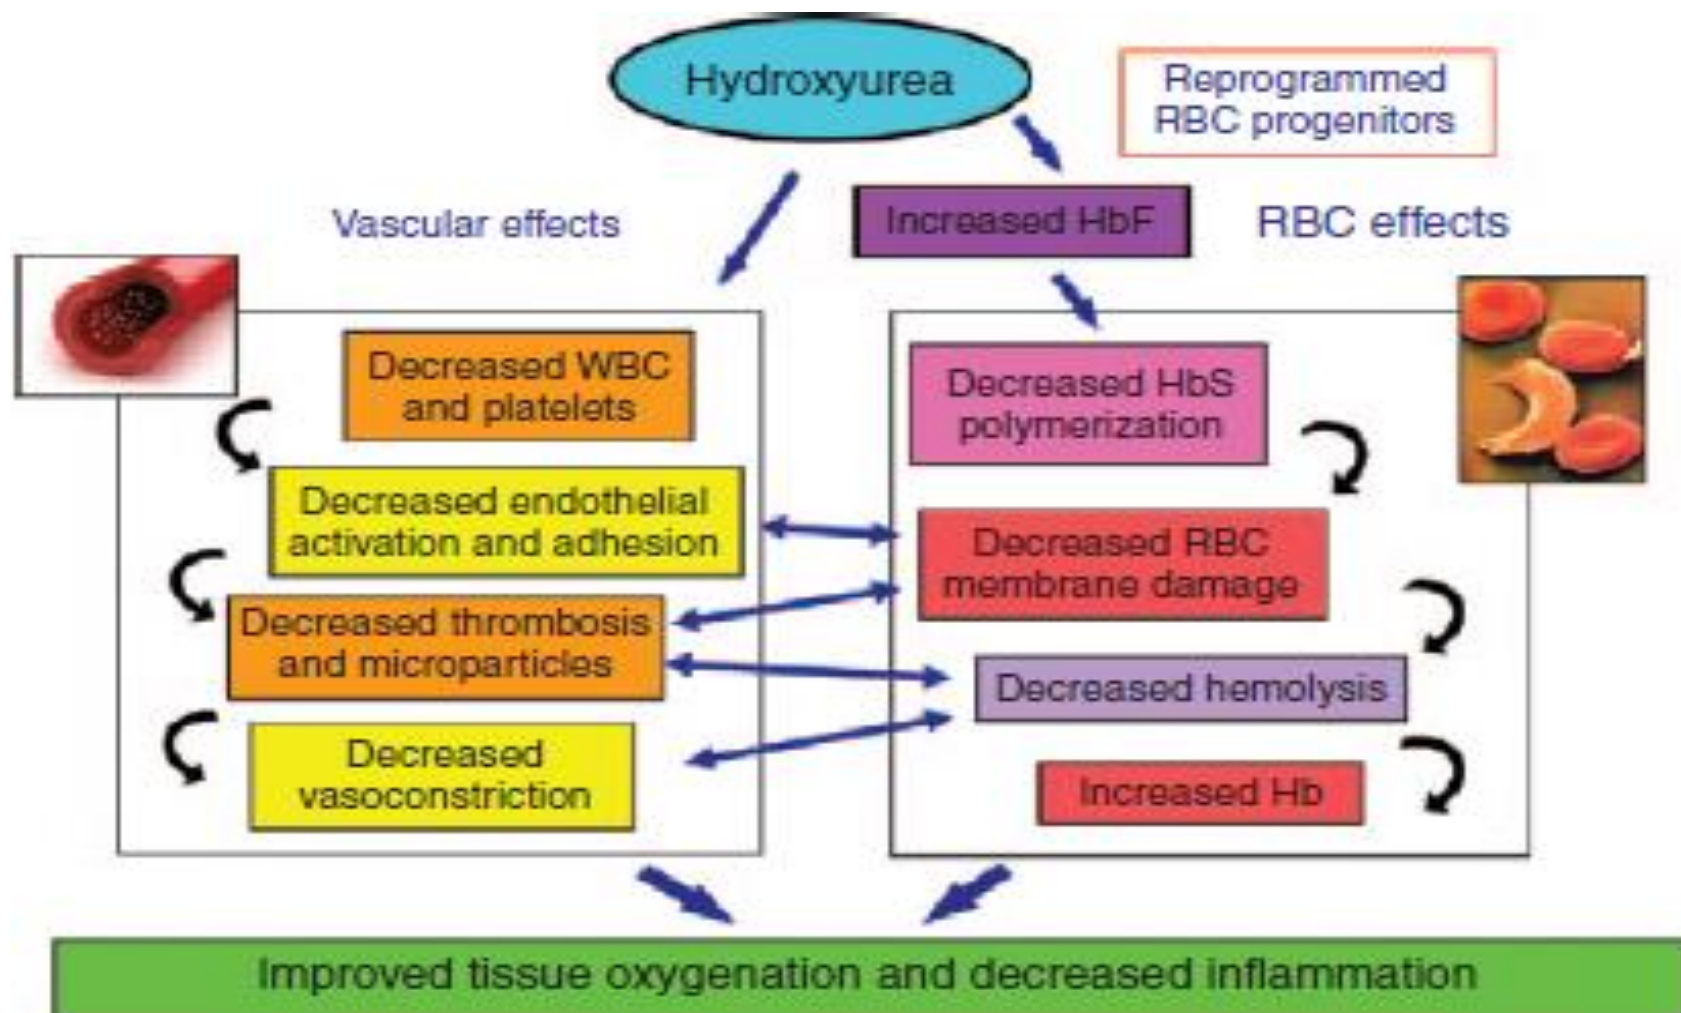 Hydroxyurea
Reprogrammed
RBC progenitors
Vascular effects
Increased HbF
RBC effects
Decreased WBC
and platelets
Decreased endothelial
activation and adhesion
Decreased thrombosis
and microparticles
Decreased
vasoconstriction
Decreased HbS
polymerization
Decreased RBC
membrane damage
Decreased hemolysis
Increased Hb
Improved tissue oxygenation and decreased inflammation